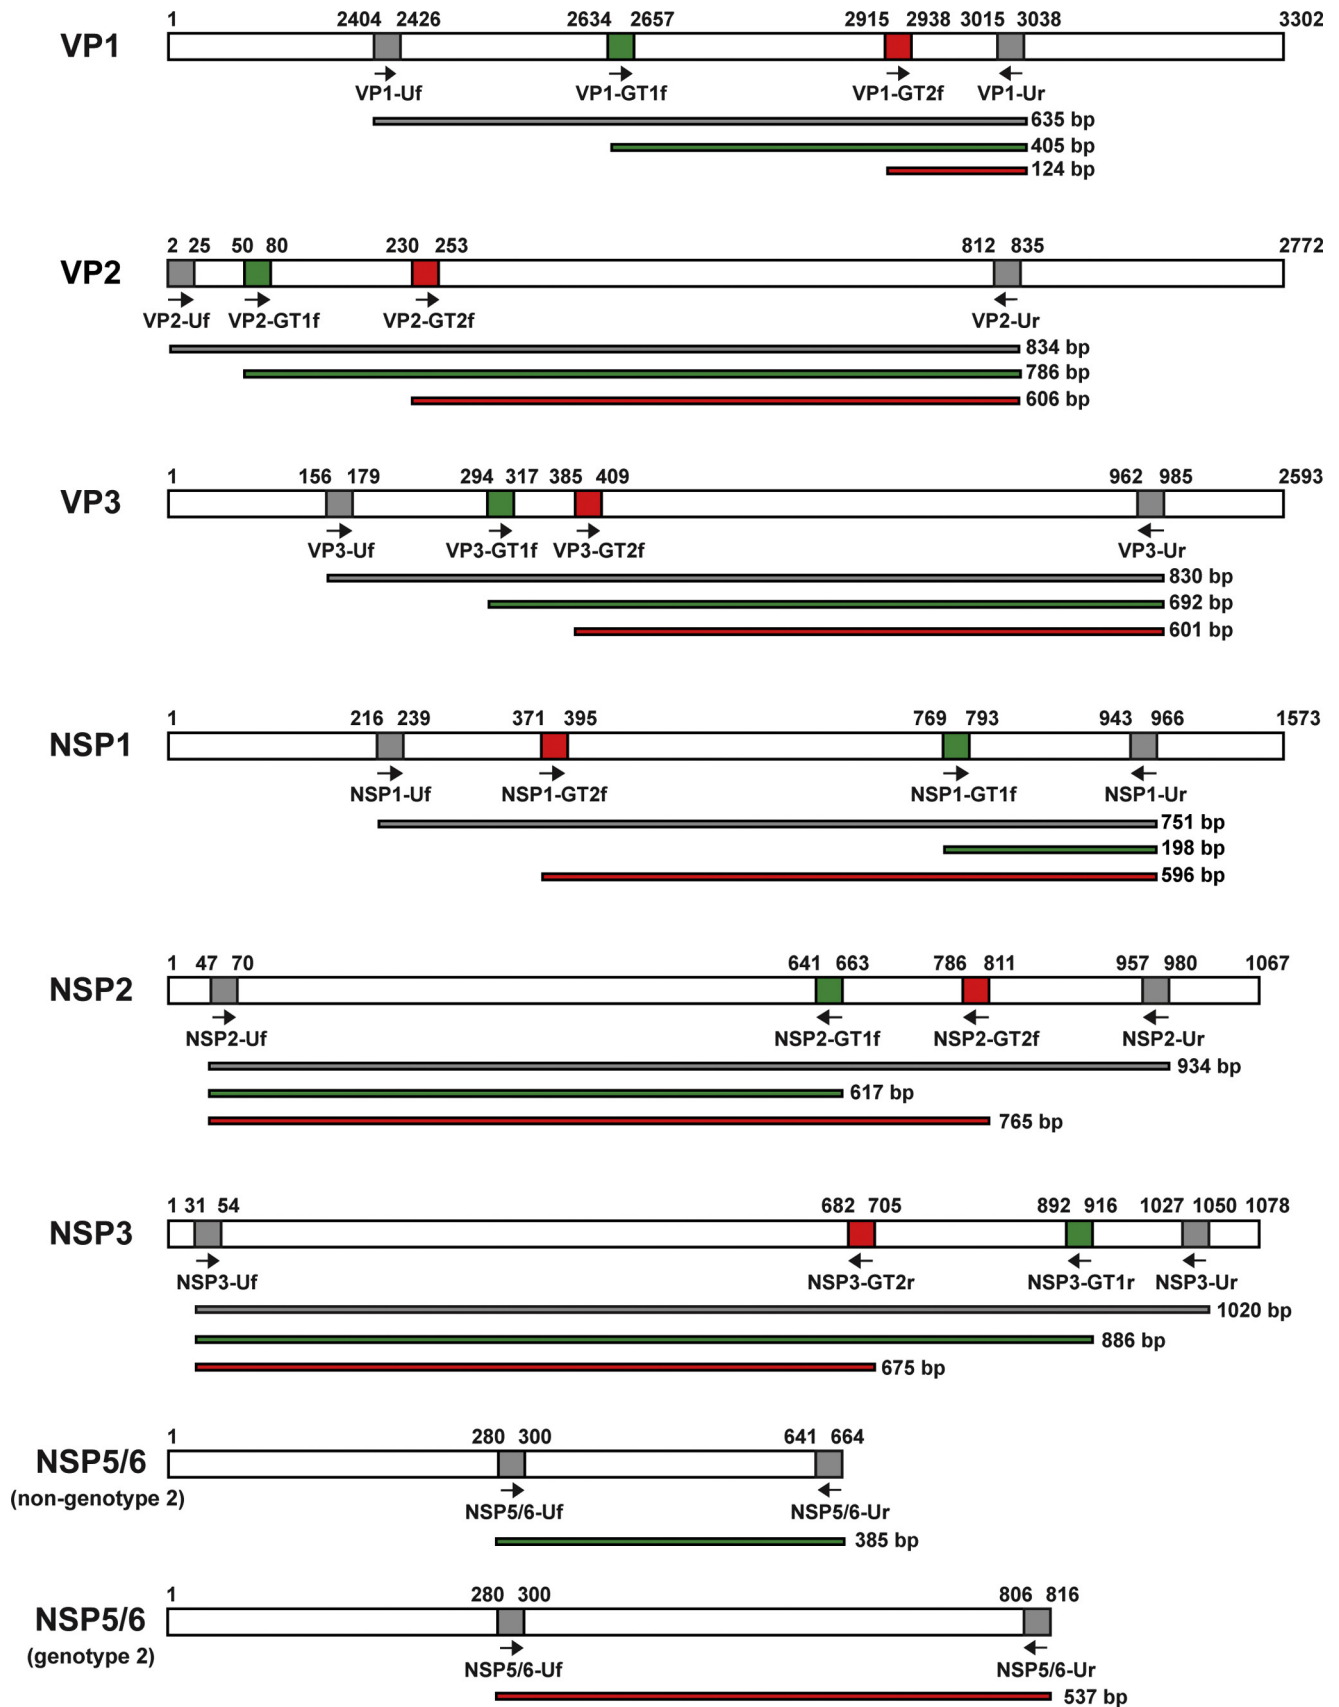 1 2404 2426 2634 2657 2915 2938 3015 3038 3302
VP1
VP1-Uf VP1-GT1f VP1-GT2f VP1-Ur
635 bp
405 bp
124 bp
2 25 50 80 230 253 812 835 2772
VP2
VP2-Uf VP2-GT1f VP2-GT2f VP2-Ur
834 bp
786 bp
606 bp
1 156 179 294 317 385 409 962 985 2593
VP3
VP3-Uf VP3-GT1f VP3-GT2f VP3-Ur
830 bp
692 bp
601 bp
1 216 239 371 395 769 793 943 966 1573
NSP1
NSP1-Uf NSP1-GT2f NSP1-GT1f NSP1-Ur
751 bp
198 bp
596 bp
1 47 70 641 663 786 811 957 980 1067
NSP2
NSP2-Uf NSP2-GT1f NSP2-GT2f NSP2-Ur
934 bp
617 bp
765 bp
1 31 54 682 705 892 916 1027 1050 1078
NSP3
NSP3-Uf NSP3-GT2r NSP3-GT1r NSP3-Ur
1020 bp
886 bp
675 bp
1 280 300 641 664
NSP5/6
(non-genotype 2)
NSP5/6-Uf NSP5/6-Ur
385 bp
1 280 300 806 816
NSP5/6
(genotype 2)
NSP5/6-Uf NSP5/6-Ur
537 bp